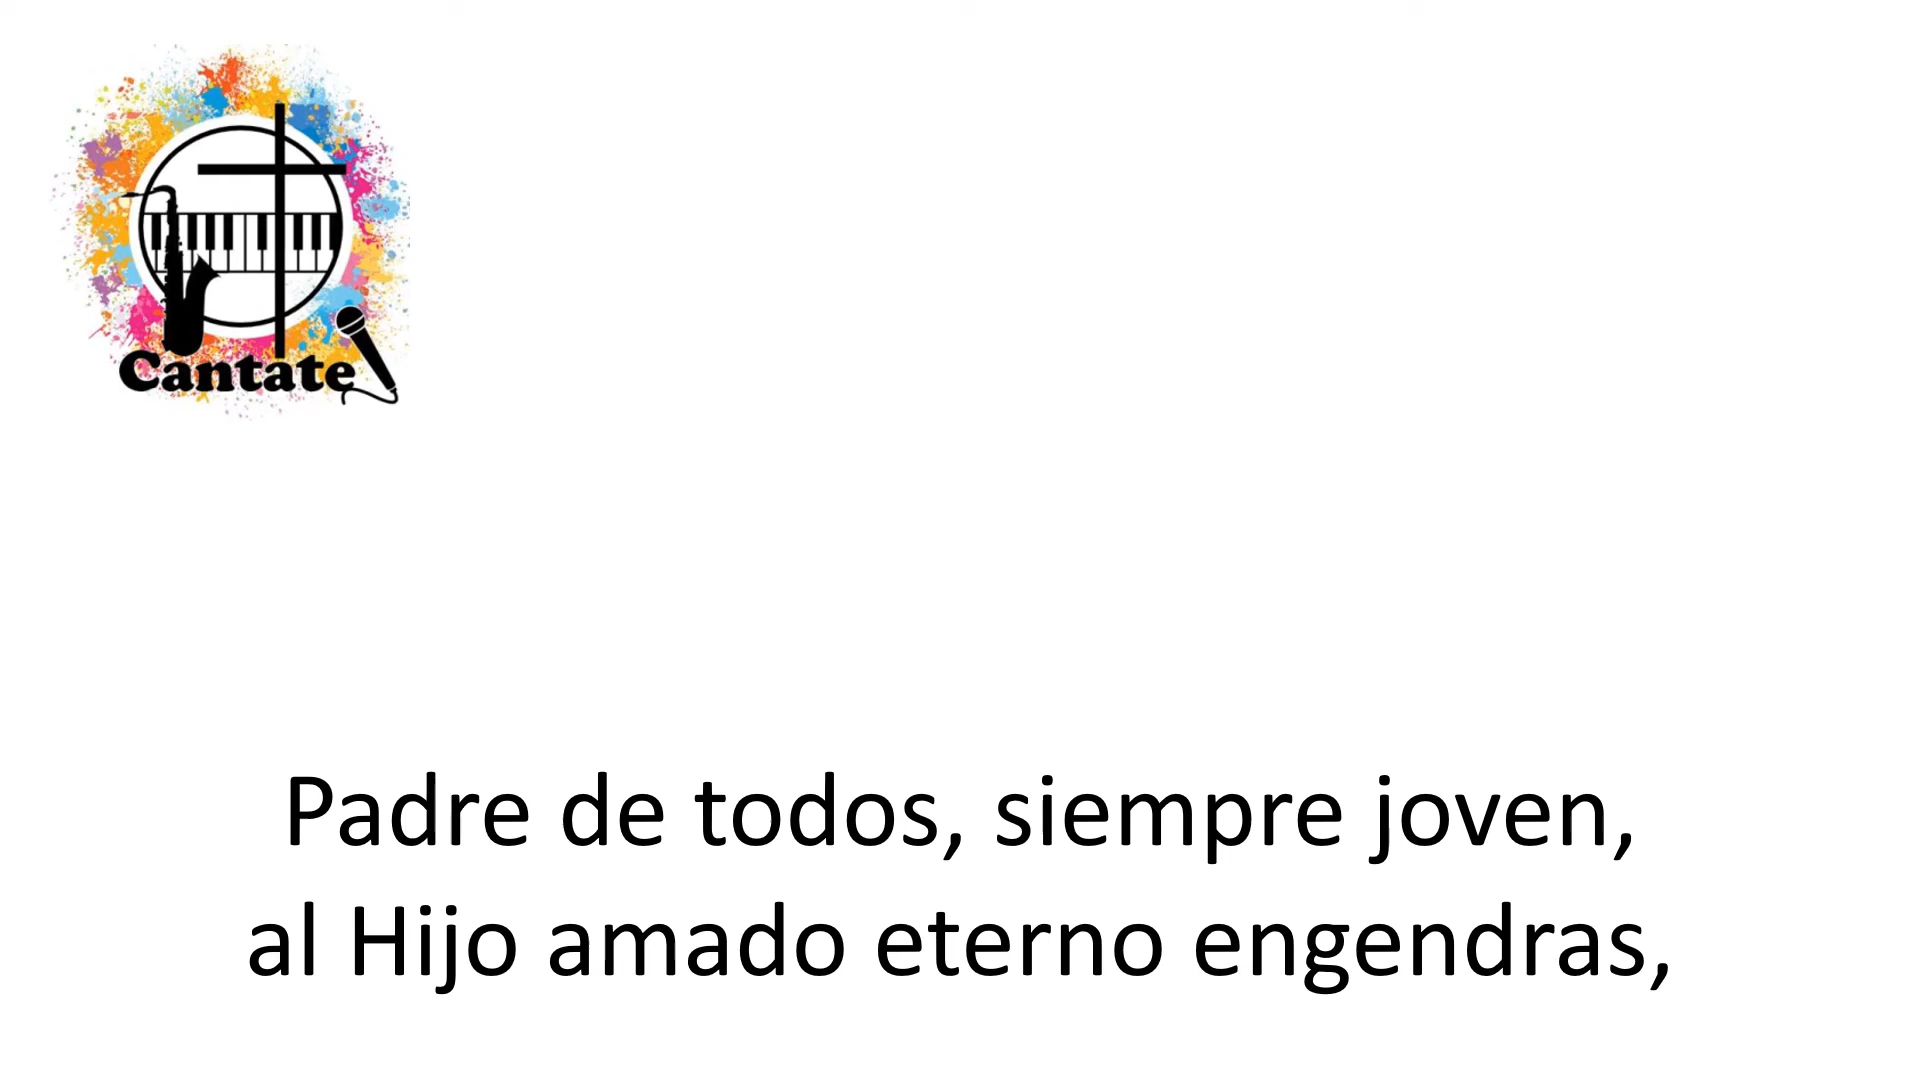 Cantate
Padre de todos, siempre joven,
al Hijo amado eterno engendras,